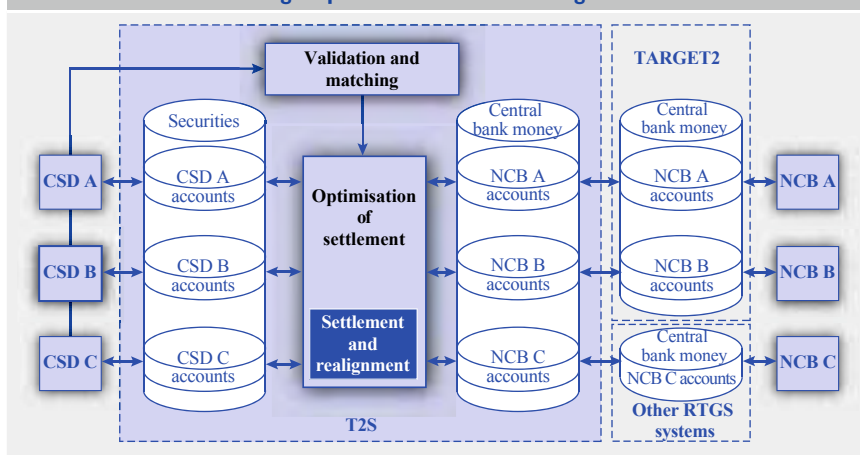 Validation and
matching
TARGET2
Securities
Central
bank money
Central
bank money
CSD A
CSD A
accounts
Optimisation
of
settlement
NCB A
accounts
NCB A
accounts
NCB A
CSD B
CSD B
accounts
NCB B
accounts
NCB B
accounts
NCB B
Settlement
and
realignment
CSD C
CSD C
accounts
NCB C
accounts
Central
bank money
NCB C accounts
NCB C
Other RTGS
systems
T2S